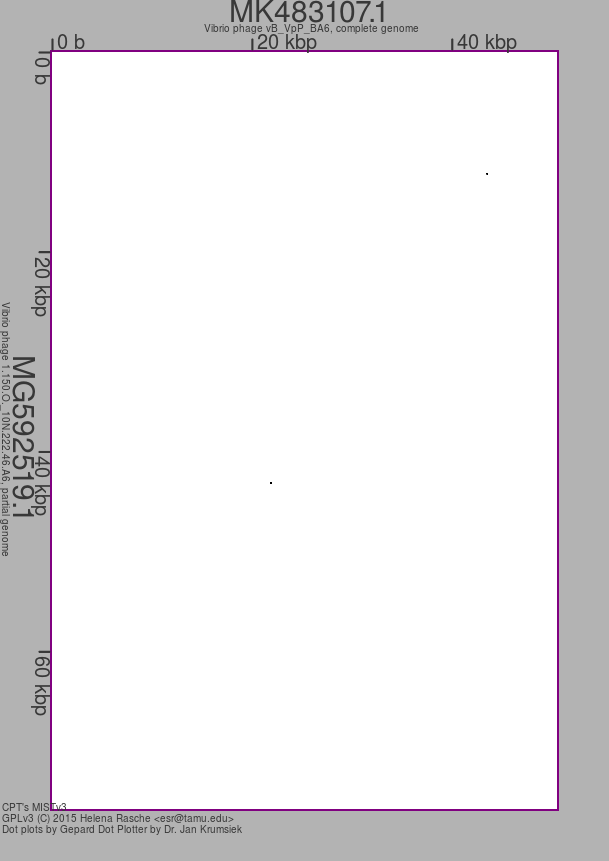 MK483107.1
Vibrio phage vB_VpP_BA6, complete genome
0 b
20 kbp
40 kbp
0 b
20 kbp
40 kbp
60 kbp
MG592519.1
Vibrio phage 1.150.O._10N.222.46.A6, partial genome
CPT's MISTv3
GPLv3 (C) 2015 Helena Rasche <esr@tamu.edu>
Dot plots by Gepard Dot Plotter by Dr. Jan Krumsiek